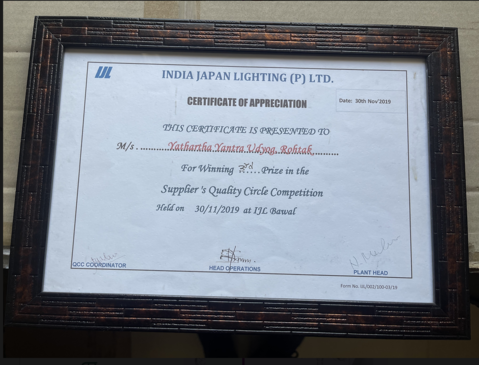 IJL
INDIA JAPAN LIGHTING (P) LTD.
CERTIFICATE OF APPRECIATION
Date: 30th Nov'2019
THIS CERTIFICATE IS PRESENTED TO
M/s. ............Yathartha Yantra Udyog, Rohtak...........
For Winning 3rd.... Prize in the
Supplier's Quality Circle Competition
Held on 30/11/2019 at IJL Bawal
QCC COORDINATOR
HEAD OPERATIONS
PLANT HEAD